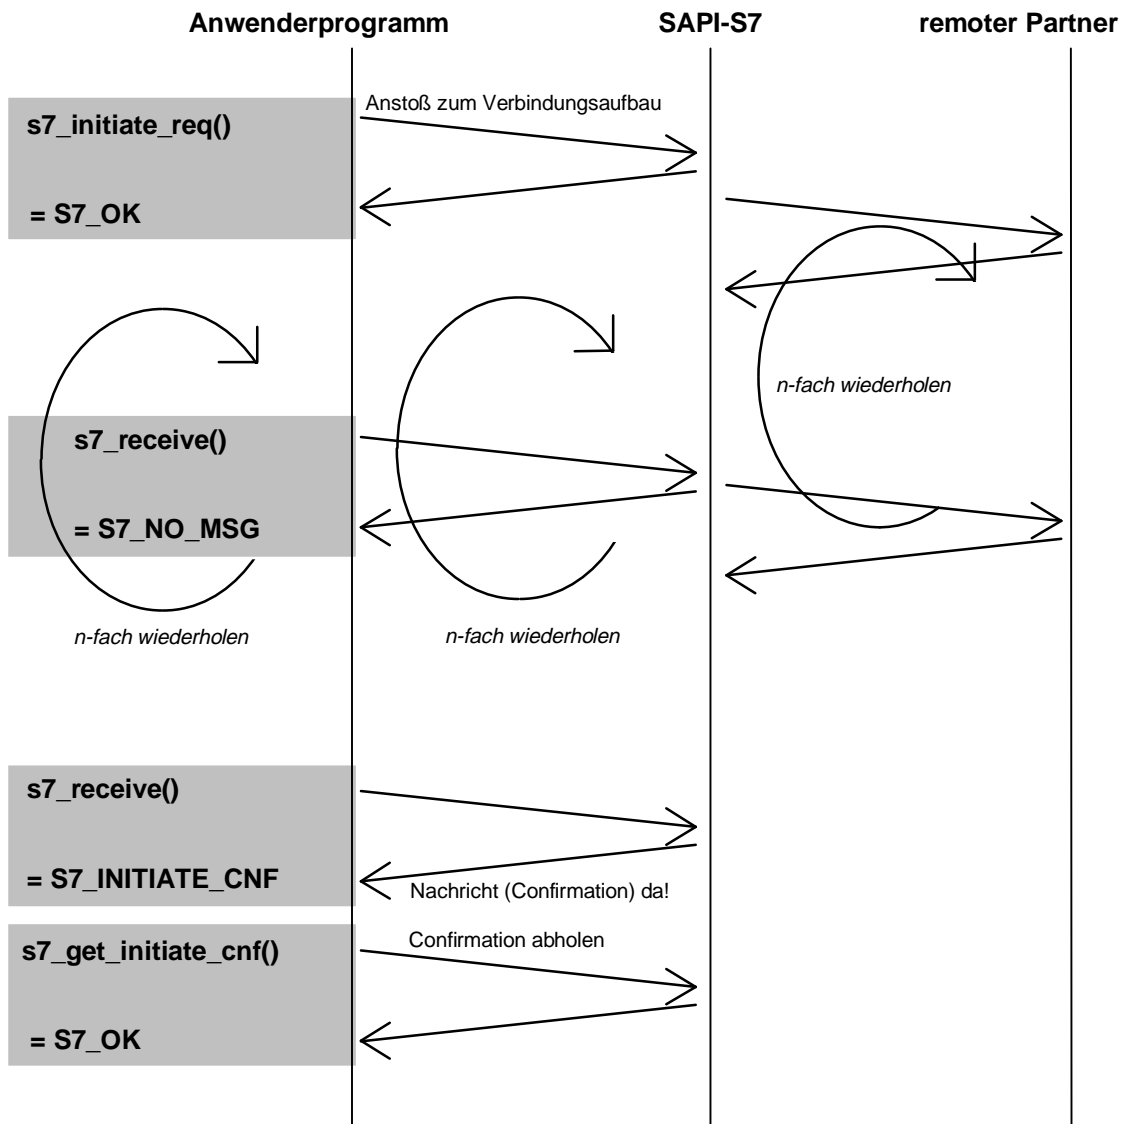 Anwenderprogramm SAPI-S7 remoter Partner
Anstoß zum Verbindungsaufbau
s7_initiate_req()
= S7_OK
n-fach wiederholen
s7_receive()
= S7_NO_MSG
n-fach wiederholen n-fach wiederholen
s7_receive()
= S7_INITIATE_CNF
Nachricht (Confirmation) da!
Confirmation abholen
s7_get_initiate_cnf()
= S7_OK